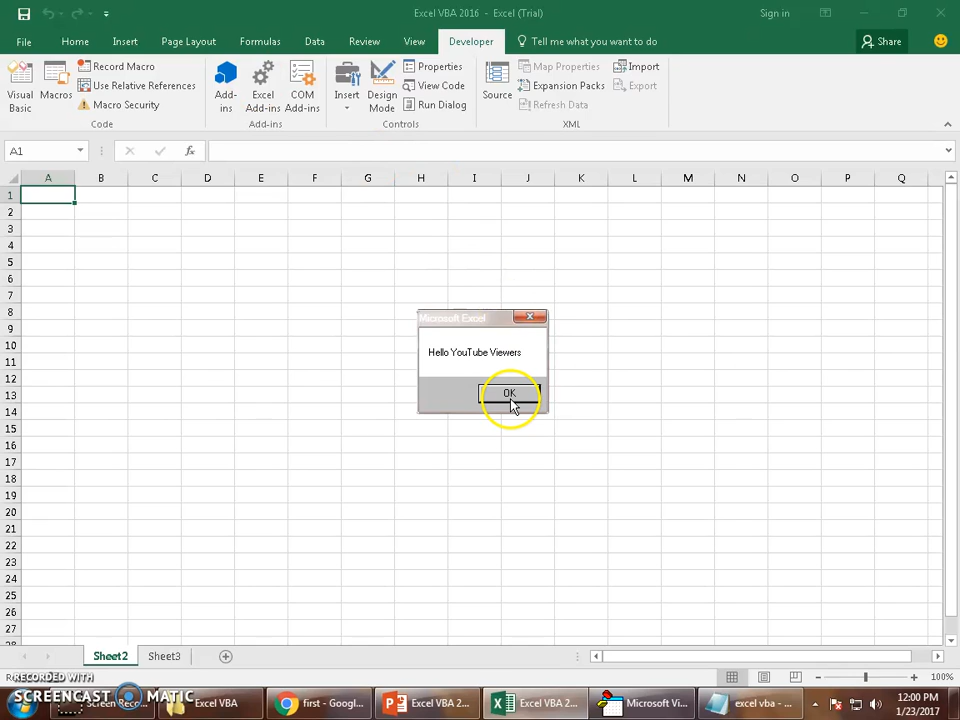 Excel VBA 2016 - Excel (Trial)
Sign in
File Home Insert Page Layout Formulas Data Review View Developer Tell me what you want to do Share
Visual Basic
Macros
Record Macro
Use Relative References
Macro Security
Code
Add-ins
Excel Add-ins
COM Add-ins
Add-ins
Insert
Design Mode
Properties
View Code
Run Dialog
Controls
Source
Map Properties
Expansion Packs
Refresh Data
Import
Export
XML
A1
fx
A B C D E F G H I J K L M N O P Q
1
2
3
4
5
6
7
8
9
10
11
12
13
14
15
16
17
18
19
20
21
22
23
24
25
26
27
28
Microsoft Excel
Hello YouTube Viewers
OK
Sheet2 Sheet3
100%
RECORDED WITH
SCREENCAST MATIC
Screen Reco...
Excel VBA
first - Googl...
Excel VBA 2...
Excel VBA 2...
Microsoft Vi...
excel vba - ...
12:00 PM
1/23/2017